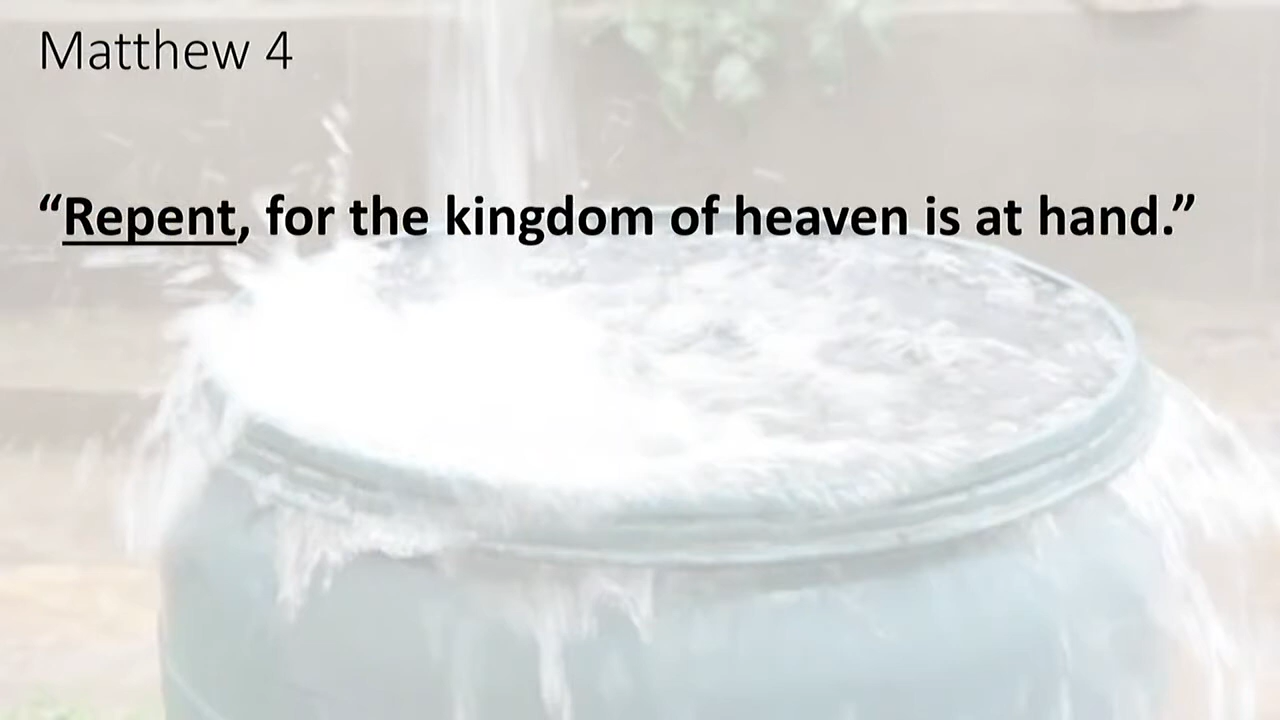 Matthew 4
“Repent, for the kingdom of heaven is at hand.”